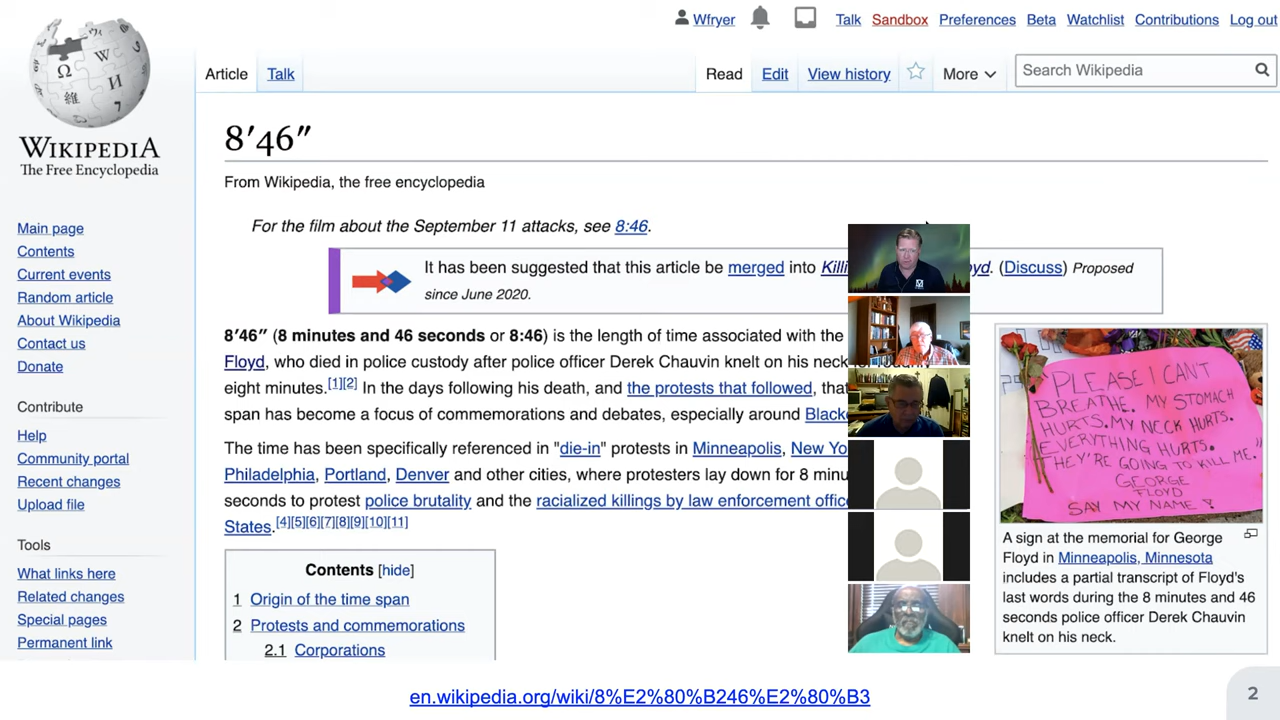 Wfryer Talk Sandbox Preferences Beta Watchlist Contributions Log out
Article Talk Read Edit View history More Search Wikipedia
Ω W И 維 7
WIKIPEDIA
The Free Encyclopedia
Main page
Contents
Current events
Random article
About Wikipedia
Contact us
Donate
Contribute
Help
Community portal
Recent changes
Upload file
Tools
What links here
Related changes
Special pages
Permanent link
8′46″
From Wikipedia, the free encyclopedia
For the film about the September 11 attacks, see 8:46.
It has been suggested that this article be merged into Killi yd. (Discuss) Proposed
since June 2020.
8′46″ (8 minutes and 46 seconds or 8:46) is the length of time associated with the
Floyd, who died in police custody after police officer Derek Chauvin knelt on his neck
eight minutes.[1][2] In the days following his death, and the protests that followed, tha
span has become a focus of commemorations and debates, especially around Black
The time has been specifically referenced in "die-in" protests in Minneapolis, New Yo
Philadelphia, Portland, Denver and other cities, where protesters lay down for 8 minu
seconds to protest police brutality and the racialized killings by law enforcement offic
States.[4][5][6][7][8][9][10][11]
Contents [hide]
1 Origin of the time span
2 Protests and commemorations
2.1 Corporations
PLEASE I CAN'T
BREATHE. MY STOMACH
HURTS. MY NECK HURTS.
EVERYTHING HURTS.
THEY'RE GOING TO KILL ME."
GEORGE
FLOYD
SAY MY NAME!
A sign at the memorial for George
Floyd in Minneapolis, Minnesota
includes a partial transcript of Floyd's
last words during the 8 minutes and 46
seconds police officer Derek Chauvin
knelt on his neck.
en.wikipedia.org/wiki/8%E2%80%B246%E2%80%B3
2